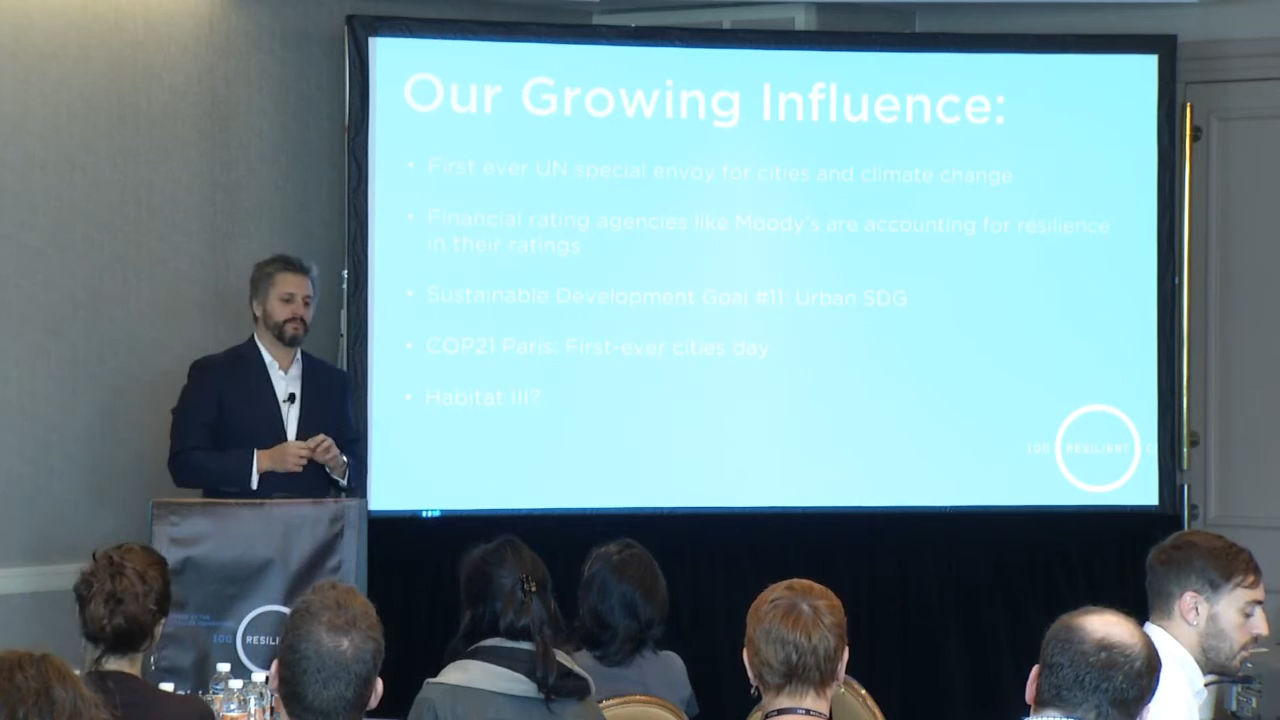 Our Growing Influence:
• First ever UN special envoy for cities and climate change
• Financial rating agencies like Moody's are accounting for resilience
in their ratings
• Sustainable Development Goal #11: Urban SDG
• COP21 Paris: First-ever cities day
• Habitat III?
100 RESILIENT C
100 RESILI